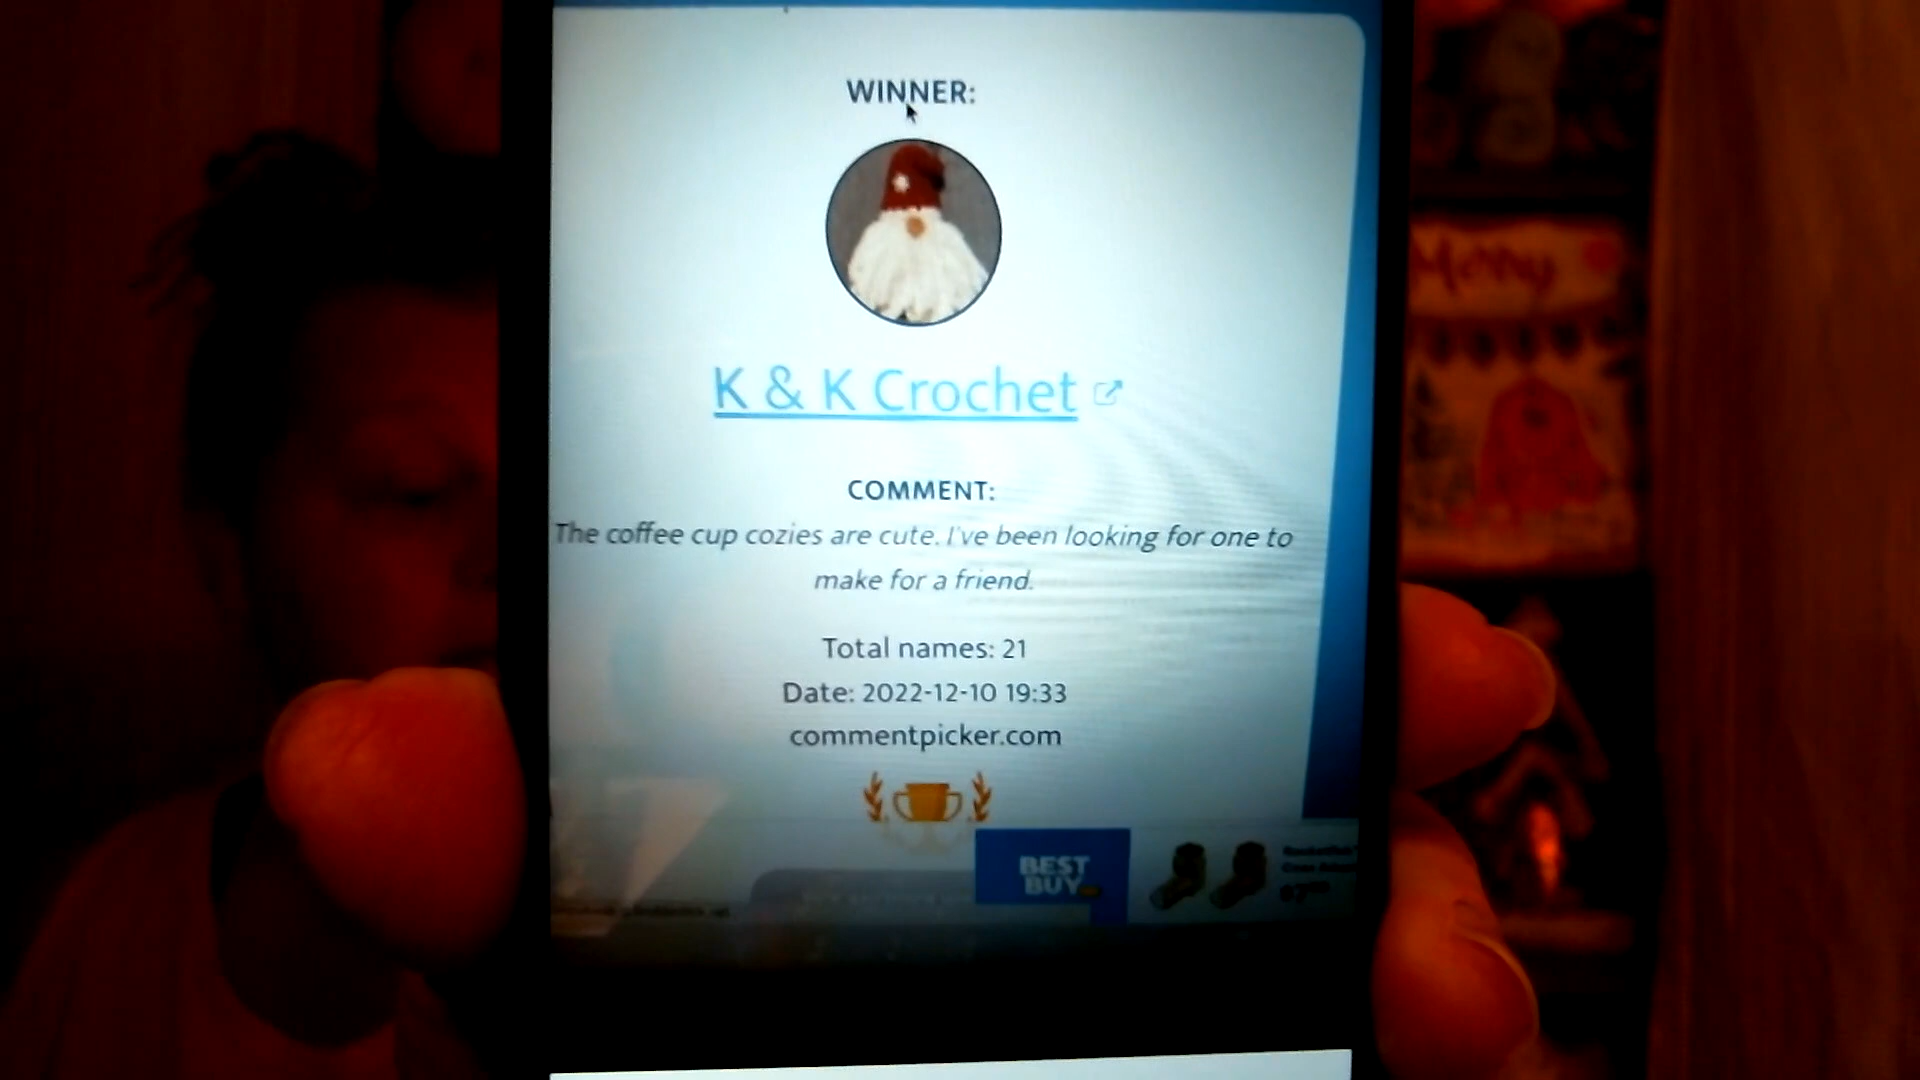 WINNER:
K & K Crochet
COMMENT:
The coffee cup cozies are cute. I've been looking for one to
make for a friend.
Total names: 21
Date: 2022-12-10 19:33
commentpicker.com
BEST
BUY
Merry